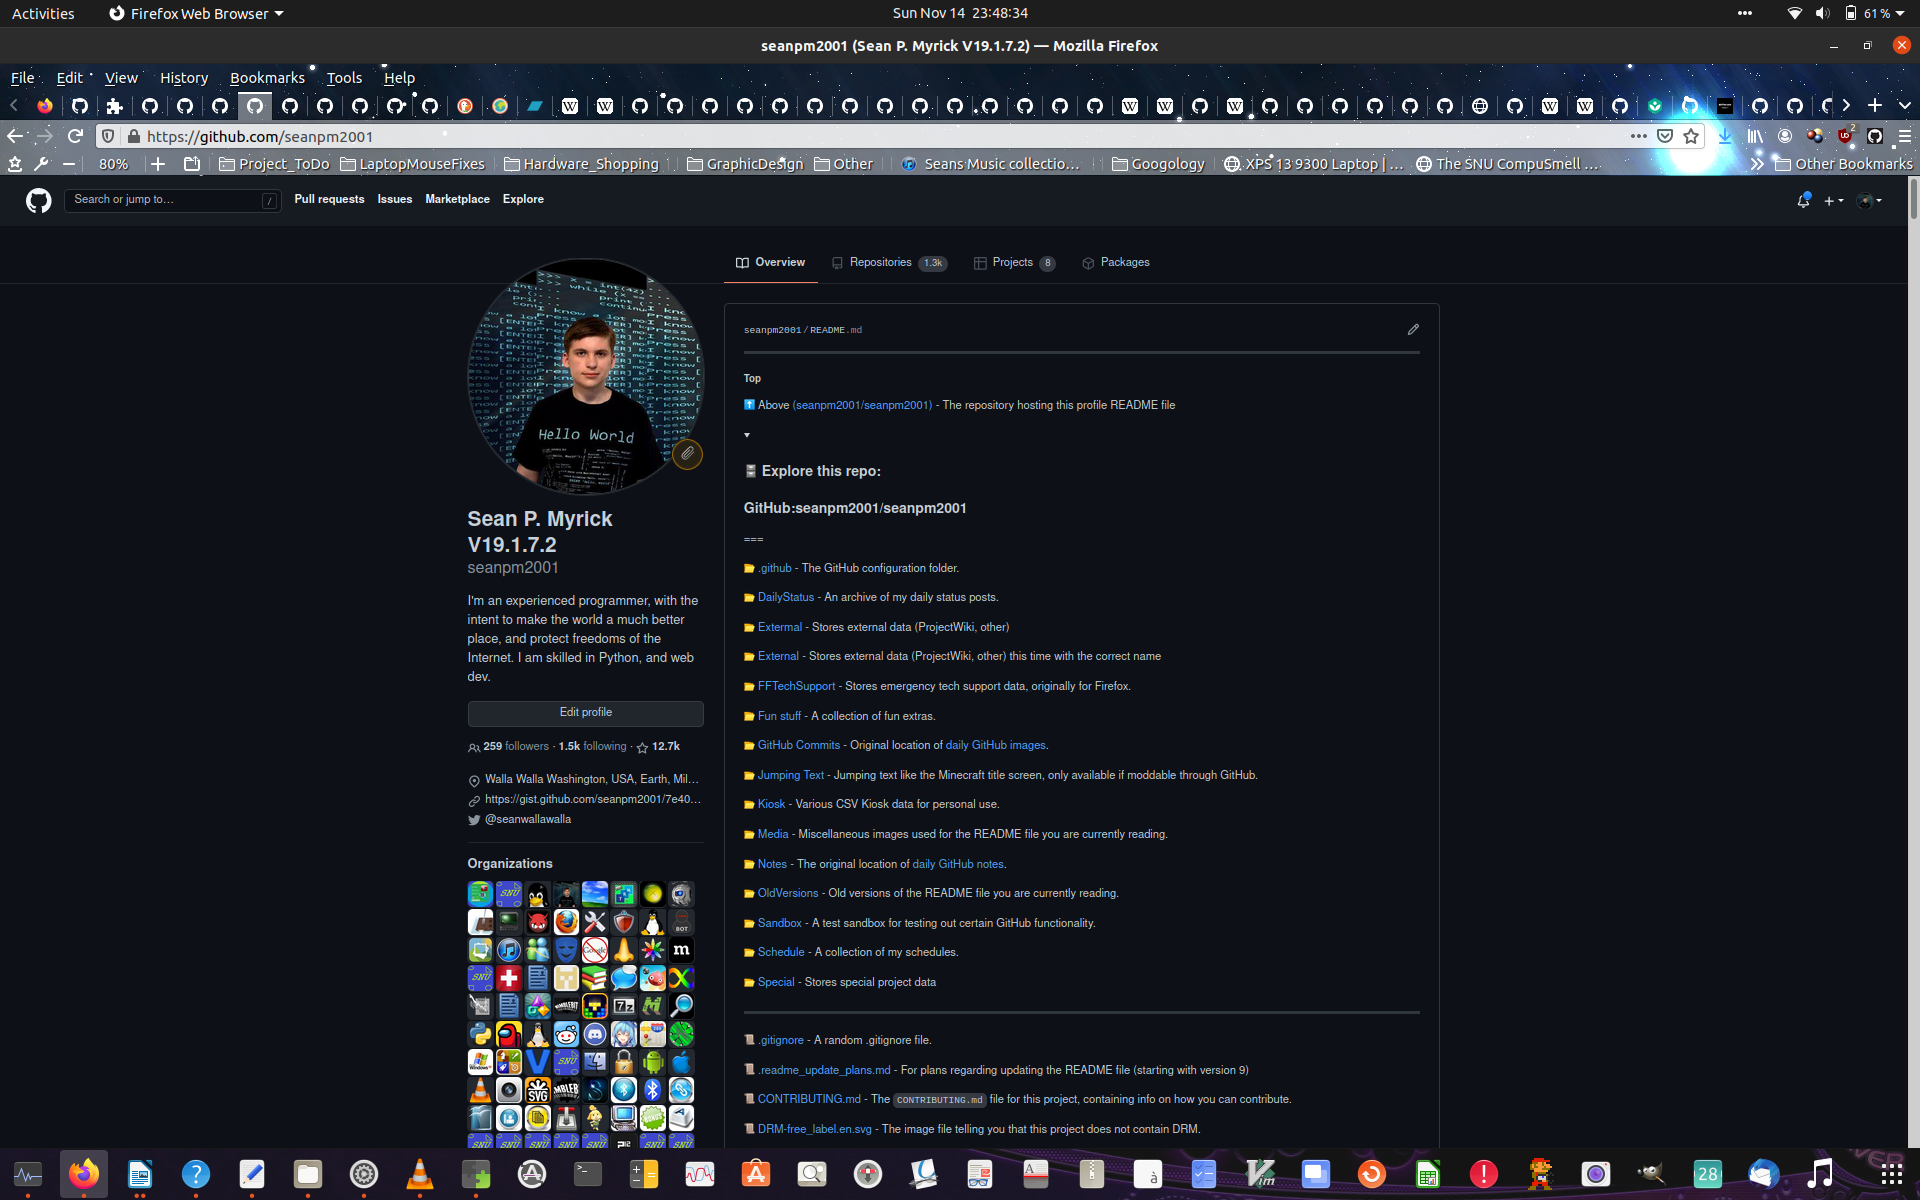 Activities
Firefox Web Browser
Sun Nov 14 23:48:34
61 %
seanpm2001 (Sean P. Myrick V19.1.7.2) — Mozilla Firefox
File Edit View History Bookmarks Tools Help
https://github.com/seanpm2001
80%
Project_ToDo
LaptopMouseFixes
Hardware_Shopping
GraphicDesign
Other
Seans Music collectio…
Googology
XPS 13 9300 Laptop | …
The SNU CompuSmell …
Other Bookmarks
Search or jump to…
/
Pull requests Issues Marketplace Explore
Overview
Repositories 1.3k
Projects 8
Packages
Hello World
Sean P. Myrick
V19.1.7.2
seanpm2001
I'm an experienced programmer, with the
intent to make the world a much better
place, and protect freedoms of the
Internet. I am skilled in Python, and web
dev.
Edit profile
259 followers · 1.5k following · 12.7k
Walla Walla Washington, USA, Earth, Mil…
https://gist.github.com/seanpm2001/7e40…
@seanwallawalla
Organizations
seanpm2001/README.md
Top
Above (seanpm2001/seanpm2001) - The repository hosting this profile README file
Explore this repo:
GitHub:seanpm2001/seanpm2001
===
.github - The GitHub configuration folder.
DailyStatus - An archive of my daily status posts.
Extermal - Stores external data (ProjectWiki, other)
External - Stores external data (ProjectWiki, other) this time with the correct name
FFTechSupport - Stores emergency tech support data, originally for Firefox.
Fun stuff - A collection of fun extras.
GitHub Commits - Original location of daily GitHub images.
Jumping Text - Jumping text like the Minecraft title screen, only available if moddable through GitHub.
Kiosk - Various CSV Kiosk data for personal use.
Media - Miscellaneous images used for the README file you are currently reading.
Notes - The original location of daily GitHub notes.
OldVersions - Old versions of the README file you are currently reading.
Sandbox - A test sandbox for testing out certain GitHub functionality.
Schedule - A collection of my schedules.
Special - Stores special project data
.gitignore - A random .gitignore file.
.readme_update_plans.md - For plans regarding updating the README file (starting with version 9)
CONTRIBUTING.md - The CONTRIBUTING.md file for this project, containing info on how you can contribute.
DRM-free_label.en.svg - The image file telling you that this project does not contain DRM.
28